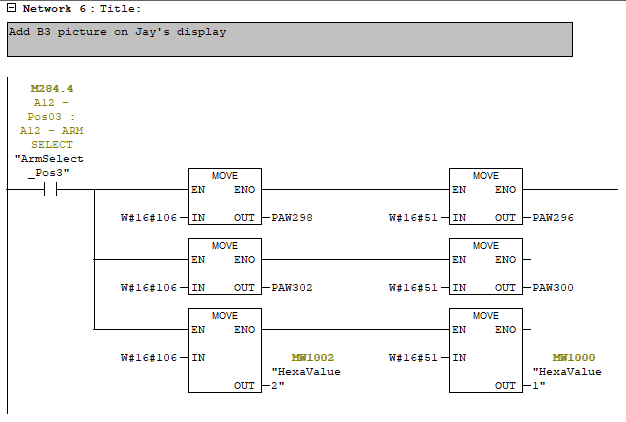 Network 6: Title:
Add B3 picture on Jay's display
M284.4
A12 -
Pos03 :
A12 - ARM
SELECT
"ArmSelect
_Pos3"
MOVE MOVE
EN ENO EN ENO
W#16#106 IN OUT PAW298 W#16#51 IN OUT PAW296
MOVE MOVE
EN ENO EN ENO
W#16#106 IN OUT PAW302 W#16#51 IN OUT PAW300
MOVE MOVE
EN ENO EN ENO
W#16#106 IN MW1002 W#16#51 IN MW1000
"HexaValue "HexaValue
OUT 2" OUT 1"